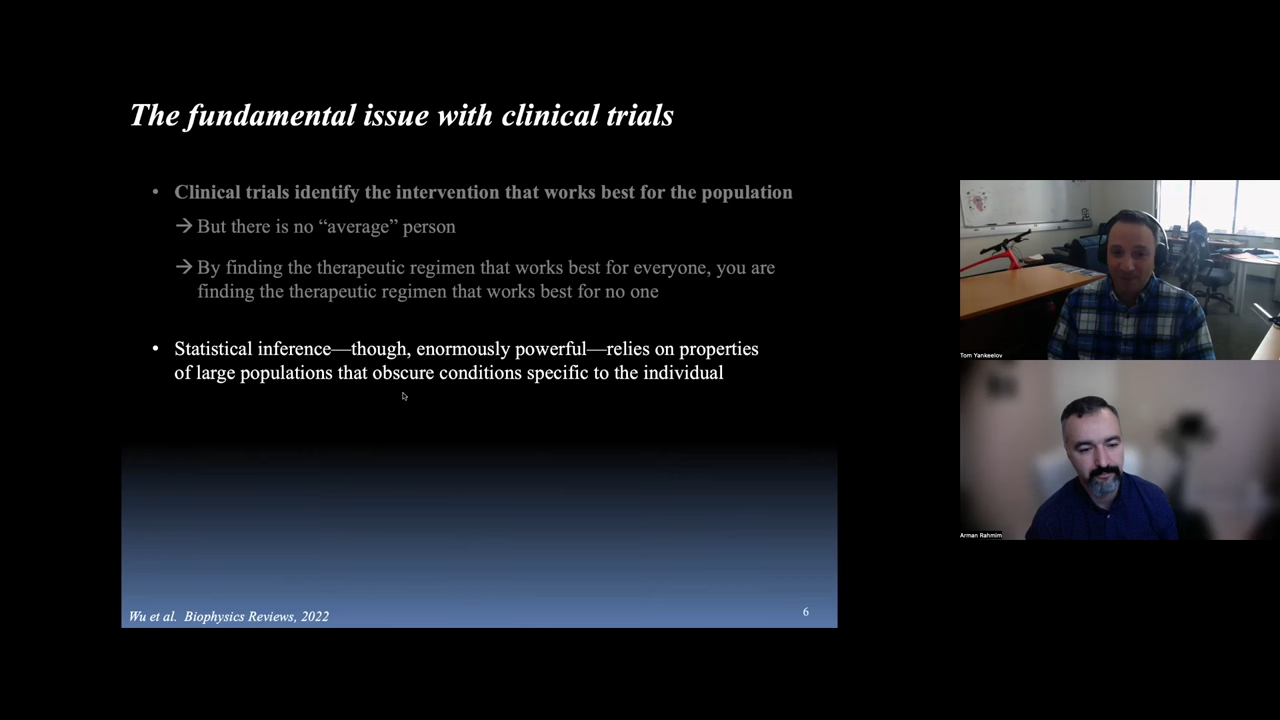 The fundamental issue with clinical trials
• Clinical trials identify the intervention that works best for the population
→ But there is no “average” person
→ By finding the therapeutic regimen that works best for everyone, you are
finding the therapeutic regimen that works best for no one
• Statistical inference—though, enormously powerful—relies on properties
of large populations that obscure conditions specific to the individual
Wu et al. Biophysics Reviews, 2022
6
Tom Yankeelov
Arman Rahmim